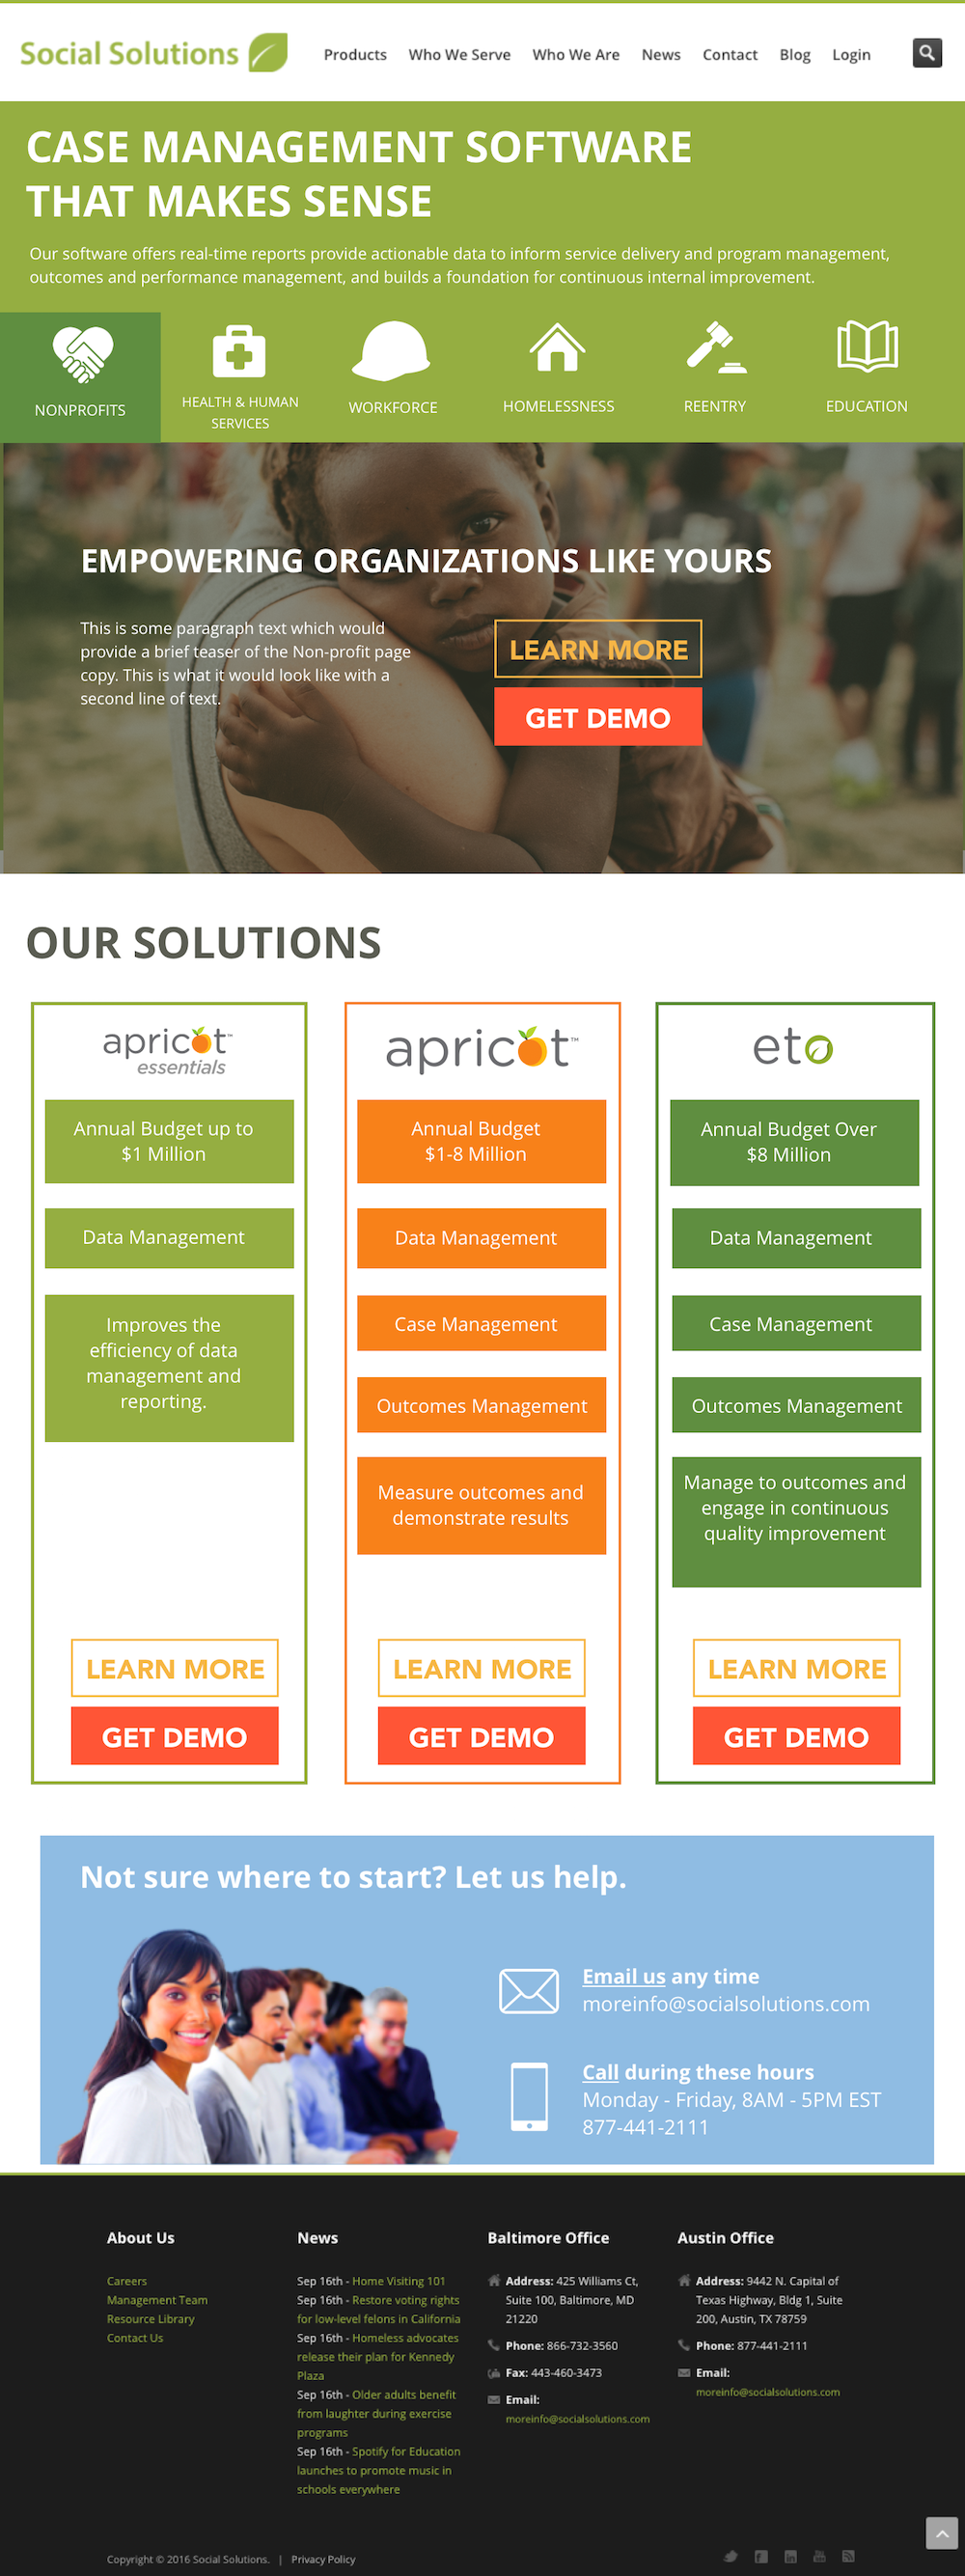 Social Solutions
Products Who We Serve Who We Are News Contact Blog Login
CASE MANAGEMENT SOFTWARE
THAT MAKES SENSE
Our software offers real-time reports provide actionable data to inform service delivery and program management,
outcomes and performance management, and builds a foundation for continuous internal improvement.
NONPROFITS
HEALTH & HUMAN
SERVICES
WORKFORCE
HOMELESSNESS
REENTRY
EDUCATION
EMPOWERING ORGANIZATIONS LIKE YOURS
This is some paragraph text which would
provide a brief teaser of the Non-profit page
copy. This is what it would look like with a
second line of text.
LEARN MORE
GET DEMO
OUR SOLUTIONS
apricot™
essentials
Annual Budget up to
$1 Million
Data Management
Improves the
efficiency of data
management and
reporting.
LEARN MORE
GET DEMO
apricot™
Annual Budget
$1-8 Million
Data Management
Case Management
Outcomes Management
Measure outcomes and
demonstrate results
LEARN MORE
GET DEMO
eto
Annual Budget Over
$8 Million
Data Management
Case Management
Outcomes Management
Manage to outcomes and
engage in continuous
quality improvement
LEARN MORE
GET DEMO
Not sure where to start? Let us help.
Email us any time
moreinfo@socialsolutions.com
Call during these hours
Monday - Friday, 8AM - 5PM EST
877-441-2111
About Us
Careers
Management Team
Resource Library
Contact Us
News
Sep 16th - Home Visiting 101
Sep 16th - Restore voting rights
for low-level felons in California
Sep 16th - Homeless advocates
release their plan for Kennedy
Plaza
Sep 16th - Older adults benefit
from laughter during exercise
programs
Sep 16th - Spotify for Education
launches to promote music in
schools everywhere
Baltimore Office
Address: 425 Williams Ct,
Suite 100, Baltimore, MD
21220
Phone: 866-732-3560
Fax: 443-460-3473
Email:
moreinfo@socialsolutions.com
Austin Office
Address: 9442 N. Capital of
Texas Highway, Bldg 1, Suite
200, Austin, TX 78759
Phone: 877-441-2111
Email:
moreinfo@socialsolutions.com
Copyright © 2016 Social Solutions. | Privacy Policy